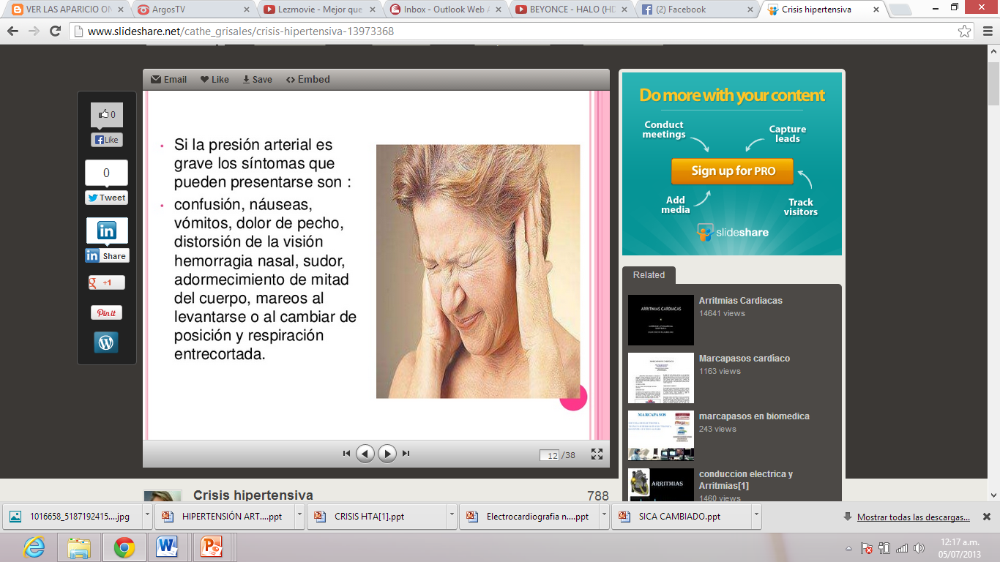 VER LAS APARICIO ON
ArgosTV
Lezmovie - Mejor que
Inbox - Outlook Web A
BEYONCE - HALO (HD
(2) Facebook
Crisis hipertensiva
www.slideshare.net/cathe_grisales/crisis-hipertensiva-13973368
Email
Like
Save
Embed
0
Like
0
Tweet
in
in Share
g +1
Pin it
• Si la presión arterial es
grave los síntomas que
pueden presentarse son :
• confusión, náuseas,
vómitos, dolor de pecho,
distorsión de la visión
hemorragia nasal, sudor,
adormecimiento de mitad
del cuerpo, mareos al
levantarse o al cambiar de
posición y respiración
entrecortada.
12 /38
Do more with your content
Conduct
meetings
Capture
leads
Sign up for PRO
Add
media
Track
visitors
slideshare
Related
ARRITMIAS CARDIACAS
Arritmias Cardiacas
14641 views
Marcapasos cardíaco
1163 views
MARCAPASOS
marcapasos en biomedica
243 views
ARRITMIAS
conduccion electrica y
Arritmias[1]
1460 views
Crisis hipertensiva
788
1016658_5187192415....jpg
HIPERTENSIÓN ART....ppt
CRISIS HTA[1].ppt
Electrocardiografia n....ppt
SICA CAMBIADO.ppt
Mostrar todas las descargas...
12:17 a.m.
05/07/2013